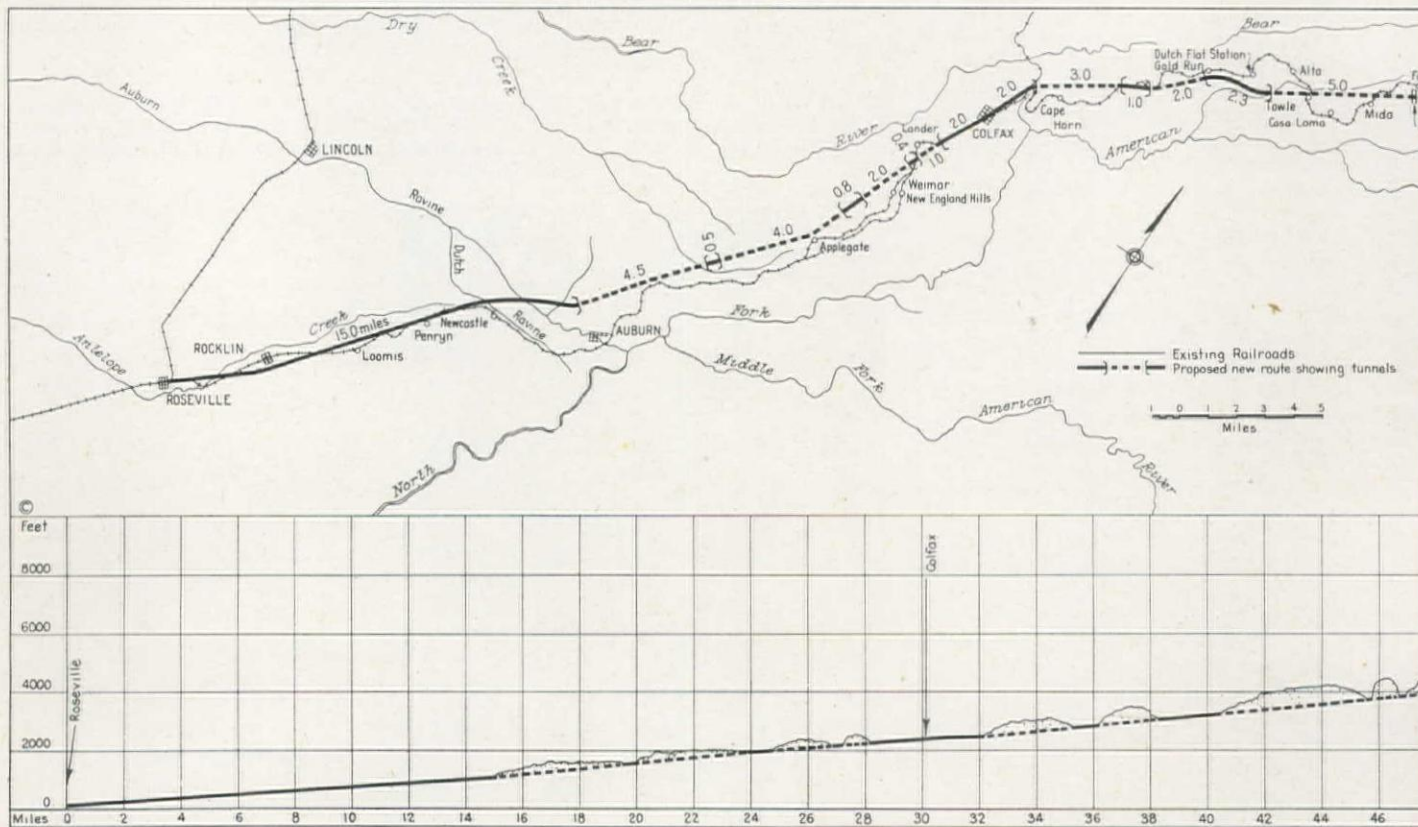 Dry
Creek
Bear
River
Bear
Dutch Flat Station
Gold Run
Alta
Auburn
Ravine
LINCOLN
3.0
1.0
2.0
2.3
5.0
Cape
Horn
Towle
Casa Loma
Mida
American
2.0
COLFAX
2.0
Lander
0.4
1.0
2.0
Weimar
New England Hills
0.8
4.0
Applegate
0.5
4.5
Dutch
Ravine
AUBURN
Fork
Creek
15.0 miles
Newcastle
Penryn
ROCKLIN
Loomis
Antelope
ROSEVILLE
Middle
Fork
American
River
North
Existing Railroads
Proposed new route showing tunnels
1 0 1 2 3 4 5
Miles
©
Feet
8000
6000
4000
2000
0
Roseville
Colfax
Miles 0 2 4 6 8 10 12 14 16 18 20 22 24 26 28 30 32 34 36 38 40 42 44 46